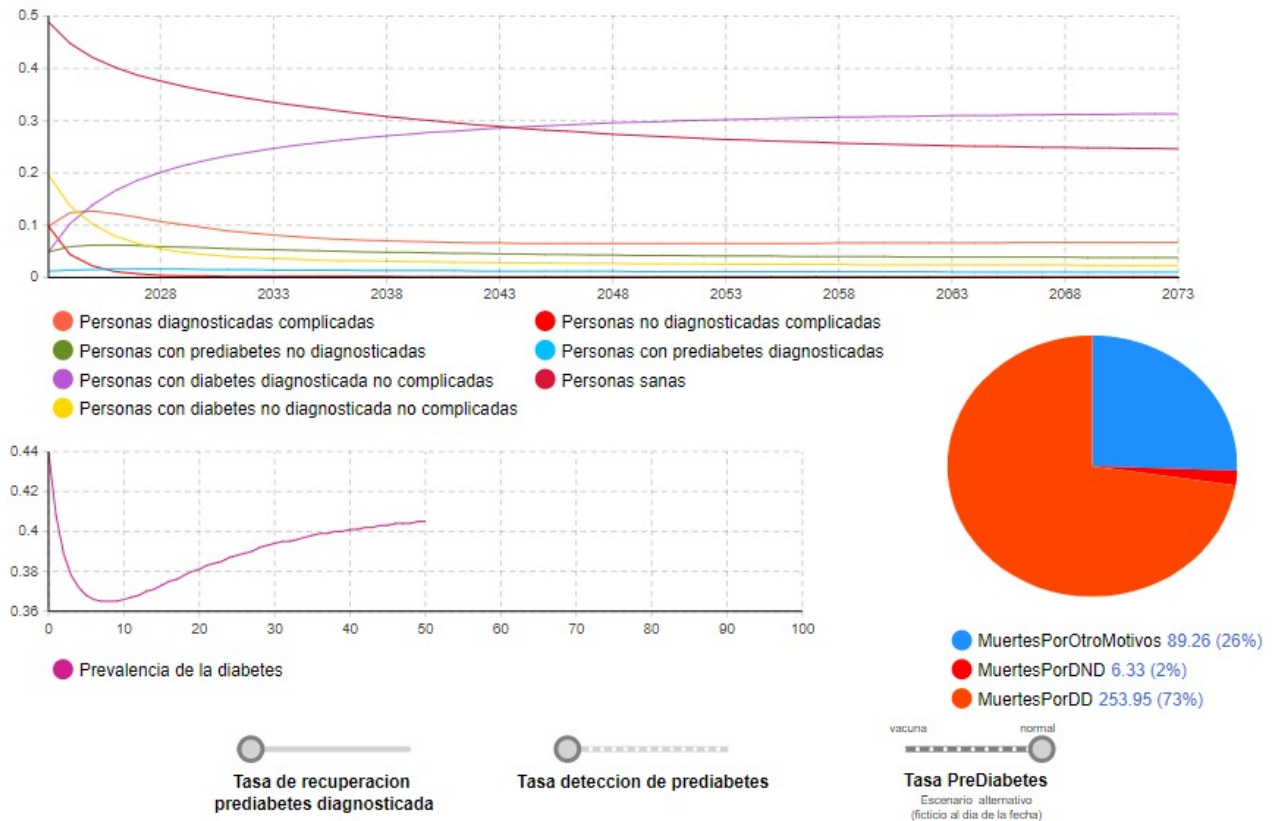 0.5
0.4
0.3
0.2
0.1
0
2028 2033 2038 2043 2048 2053 2058 2063 2068 2073
Personas diagnosticadas complicadas
Personas no diagnosticadas complicadas
Personas con prediabetes no diagnosticadas
Personas con prediabetes diagnosticadas
Personas con diabetes diagnosticada no complicadas
Personas sanas
Personas con diabetes no diagnosticada no complicadas
0.44
0.42
0.4
0.38
0.36
0 10 20 30 40 50 60 70 80 90 100
Prevalencia de la diabetes
MuertesPorOtroMotivos 89.26 (26%)
MuertesPorDND 6.33 (2%)
MuertesPorDD 253.95 (73%)
Tasa de recuperacion
prediabetes diagnosticada
Tasa deteccion de prediabetes
vacuna normal
Tasa PreDiabetes
Escenario alternativo
(ficticio al dia de la fecha)